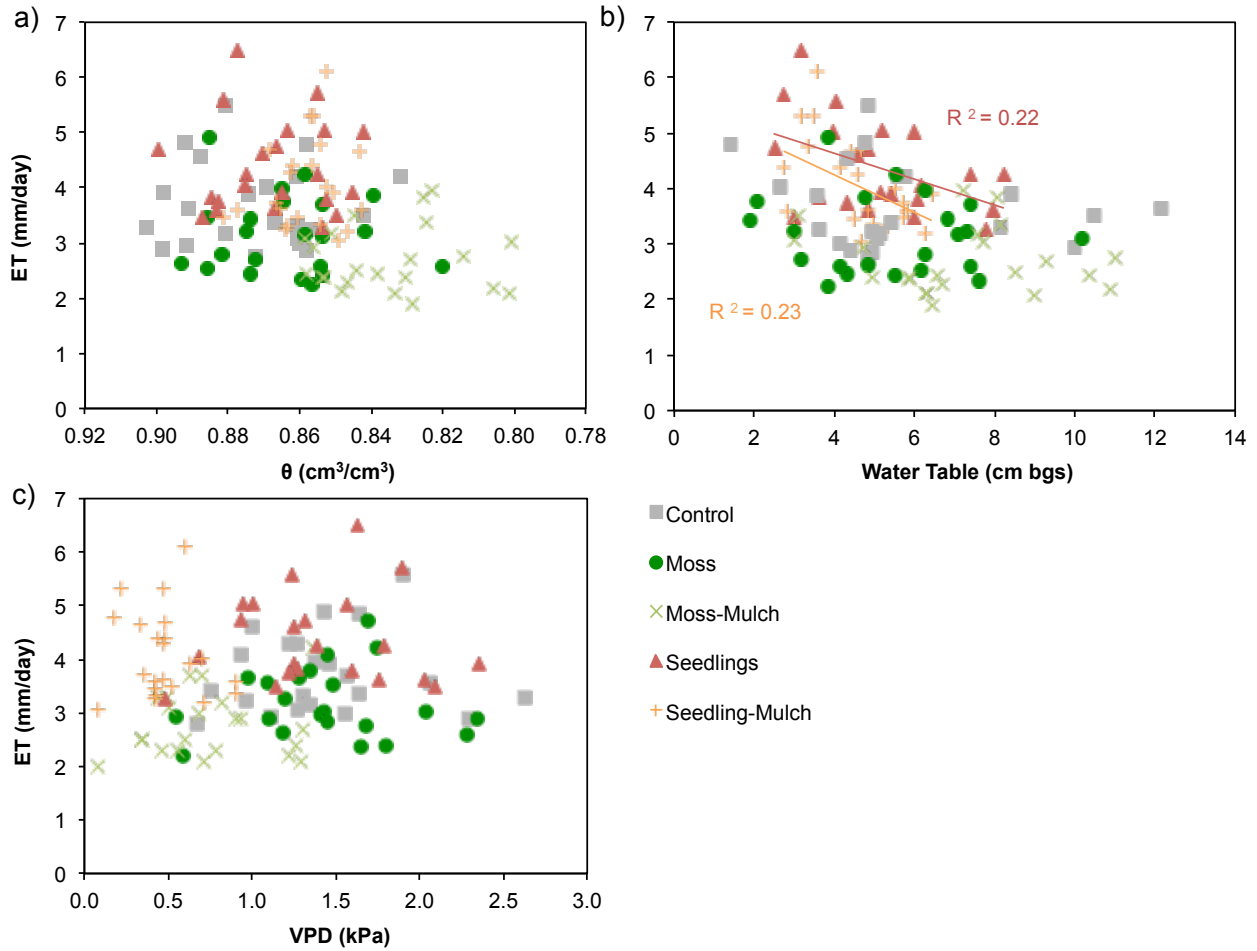 a)
7
6
5
4
3
2
1
0
ET (mm/day)
0.92 0.90 0.88 0.86 0.84 0.82 0.80 0.78
θ (cm³/cm³)
b)
7
6
5
4
3
2
1
0
R ² = 0.22
R ² = 0.23
0 2 4 6 8 10 12 14
Water Table (cm bgs)
c)
7
6
5
4
3
2
1
0
ET (mm/day)
0.0 0.5 1.0 1.5 2.0 2.5 3.0
VPD (kPa)
Control
Moss
Moss-Mulch
Seedlings
Seedling-Mulch